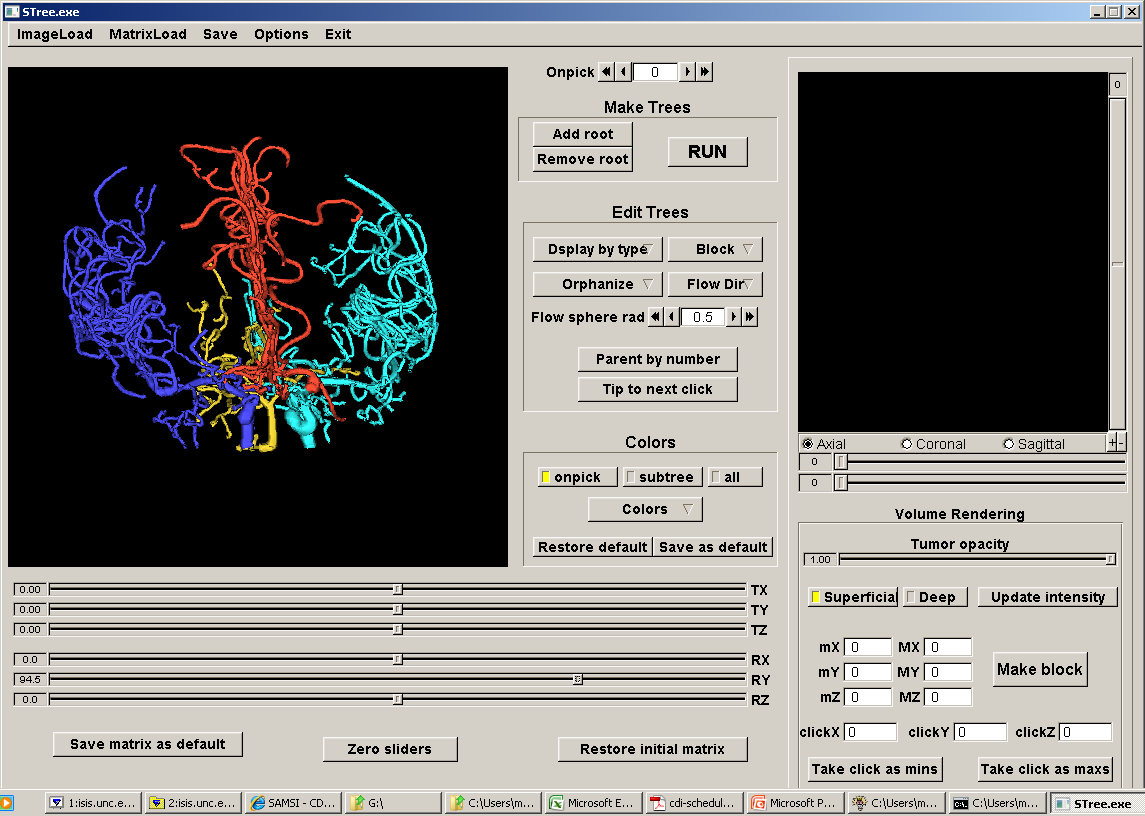 STree.exe
ImageLoad MatrixLoad Save Options Exit
Onpick 0
0
Make Trees
Add root
Remove root
RUN
Edit Trees
Dsplay by type Block
Orphanize Flow Dir
Flow sphere rad 0.5
Parent by number
Tip to next click
Colors
onpick subtree all
Colors
Restore default Save as default
Axial Coronal Sagittal +-
0
0
Volume Rendering
Tumor opacity
1.00
Superficial Deep Update intensity
mX 0 MX 0
mY 0 MY 0
mZ 0 MZ 0
Make block
clickX 0 clickY 0 clickZ 0
Take click as mins Take click as maxs
0.00 TX
0.00 TY
0.00 TZ
0.0 RX
94.5 RY
0.0 RZ
Save matrix as default Zero sliders Restore initial matrix
1:isis.unc.e... 2:isis.unc.e... SAMSI - CD... G:\ C:\Users\m... Microsoft E... cdi-schedul... Microsoft P... C:\Users\m... C:\Users\m... STree.exe